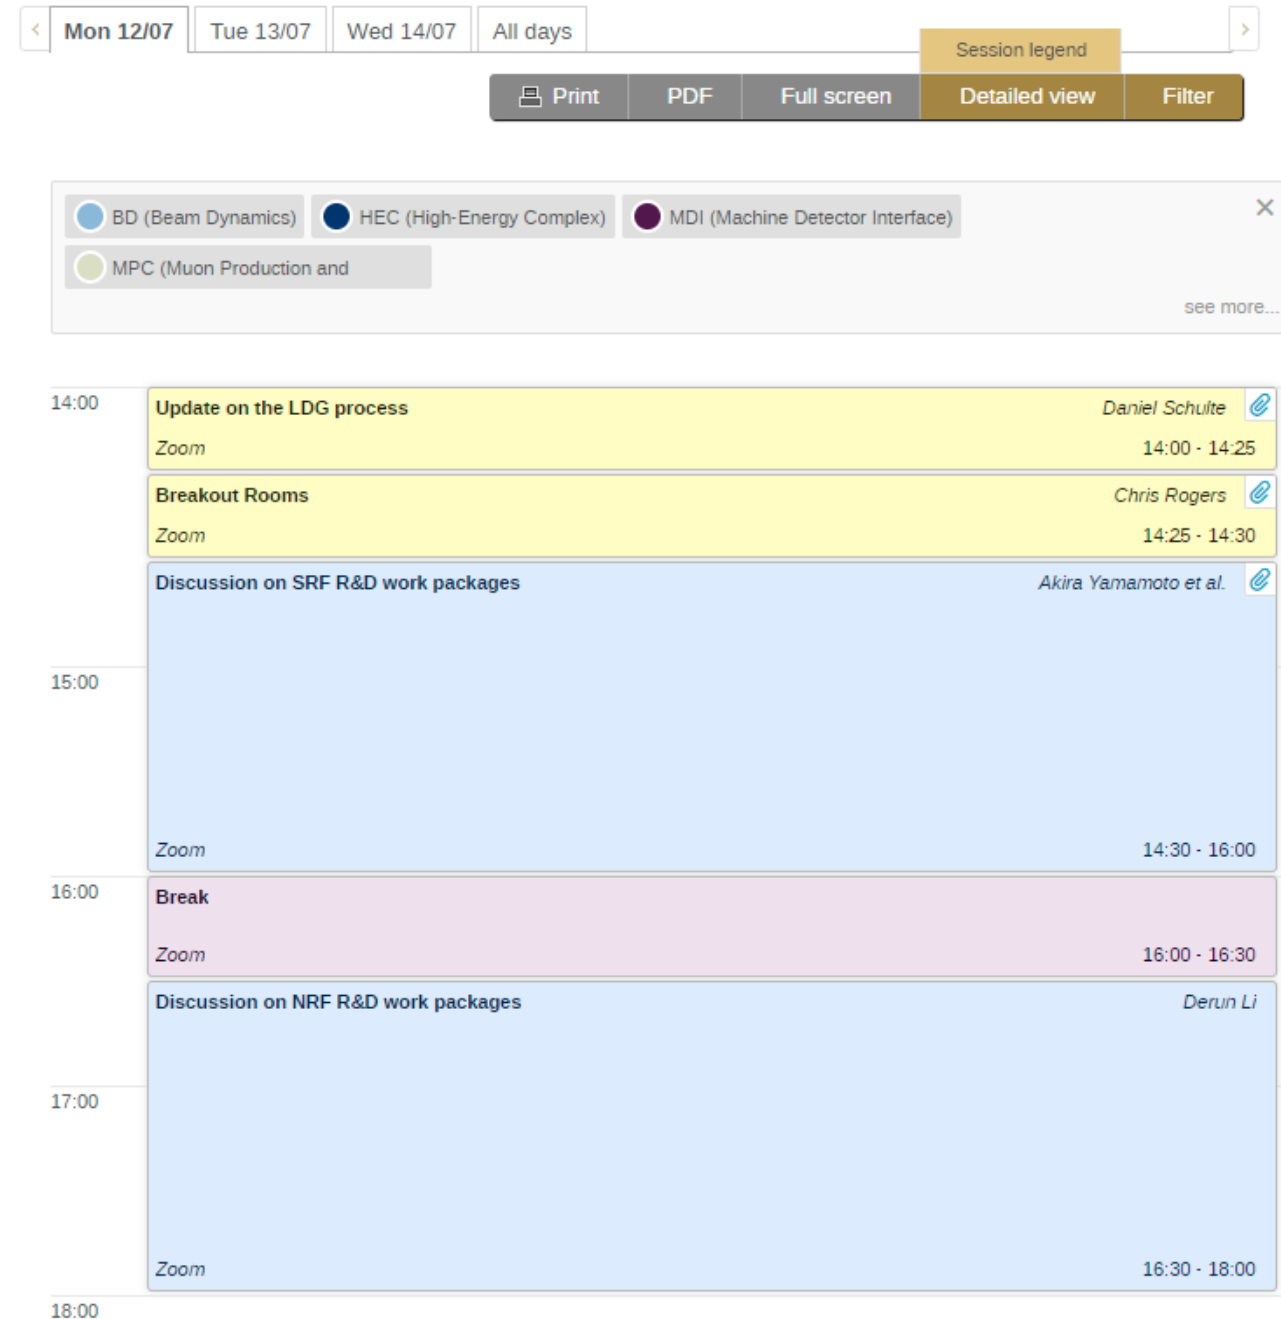 Mon 12/07 Tue 13/07 Wed 14/07 All days
Session legend
Print PDF Full screen Detailed view Filter
BD (Beam Dynamics) HEC (High-Energy Complex) MDI (Machine Detector Interface)
MPC (Muon Production and
see more...
14:00 Update on the LDG process Daniel Schulte
Zoom 14:00 - 14:25
Breakout Rooms Chris Rogers
Zoom 14:25 - 14:30
Discussion on SRF R&D work packages Akira Yamamoto et al.
15:00
Zoom 14:30 - 16:00
16:00 Break
Zoom 16:00 - 16:30
Discussion on NRF R&D work packages Derun Li
17:00
Zoom 16:30 - 18:00
18:00